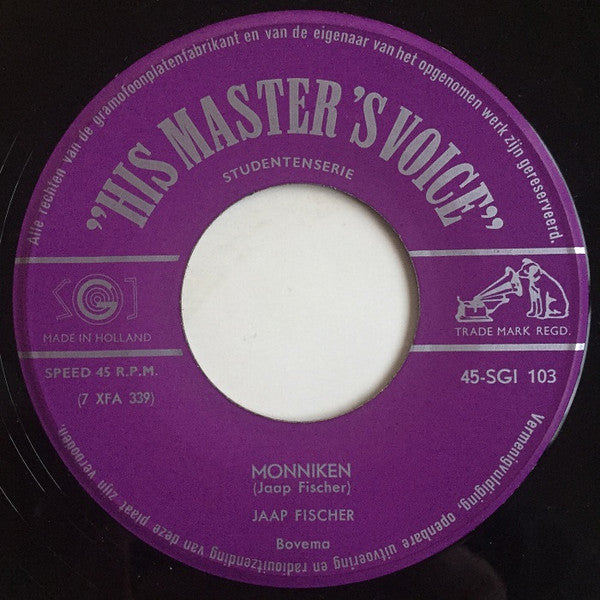 Alle rechten van de gramofoonplatenfabrikant en van de eigenaar van het opgenomen werk zijn gereserveerd.
"HIS MASTER'S VOICE"
STUDENTENSERIE
SGI
MADE IN HOLLAND
TRADE MARK REGD.
SPEED 45 R.P.M.
45-SGI 103
(7 XFA 339)
MONNIKEN
(Jaap Fischer)
JAAP FISCHER
Bovema
Vermenigvuldiging, openbare uitvoering en radiouitzending van deze plaat zijn verboden.